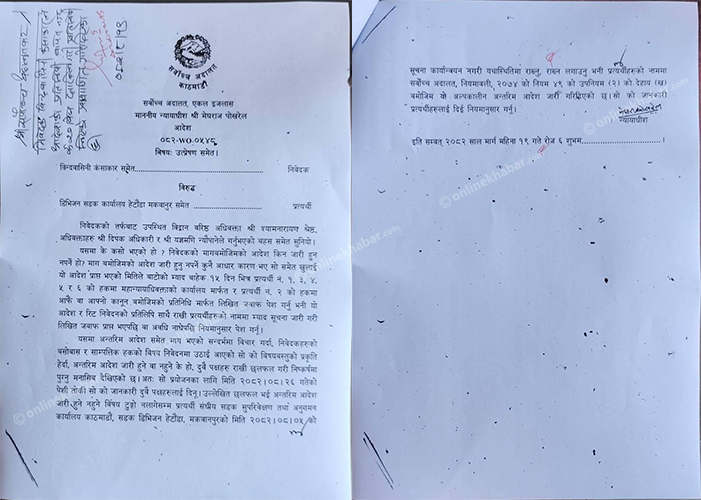 सर्वोच्च अदालत
काठमाडौं
सर्वोच्च अदालत, एकल इजलास
माननीय न्यायाधीश श्री मेघराज पोखरेल
आदेश
०८२-WO-०५४९
विषयः उत्प्रेषण समेत।
विन्दवासिनी कंसाकार समेत निवेदक
विरुद्ध
डिभिजन सडक कार्यालय हेटौंडा मकवानपुर समेत प्रत्यर्थी
निवेदकको तर्फबाट उपस्थित विद्वान वरिष्ठ अधिवक्ता श्री श्यामनारायण श्रेष्ठ,
अधिवक्ताहरू श्री दिपक अधिकारी र श्री यज्ञमणि न्यौपानेले गर्नुभएको बहस समेत सुनियो।
यसमा के कसो भएको हो ? निवेदकको मागबमोजिमको आदेश किन जारी हुन
नपर्ने हो? माग बमोजिमको आदेश जारी हुनु नपर्ने कुनै आधार कारण भए सो समेत खुलाई
यो आदेश प्राप्त भएको मितिले बाटोको म्याद बाहेक १५ दिन भित्र प्रत्यर्थी नं. १, ३, ४,
५ र ६ को हकमा महान्यायाधिवक्ताको कार्यालय मार्फत र प्रत्यर्थी नं. २ को हकमा
आफै वा आफ्नो कानून बमोजिमको प्रतिनिधि मार्फत लिखित जवाफ पेश गर्नु भनी यो
आदेश र रिट निवेदनको प्रतिलिपि साथै राखी प्रत्यर्थीहरुको नाममा म्याद सूचना जारी गरी
लिखित जवाफ प्राप्त भएपछि वा अवधि नाघेपछि नियमानुसार पेश गर्नु।
यसमा अन्तरिम आदेश समेत माग भएको सन्दर्भमा विचार गर्दा, निवेदकहरुको
बसोबास र साम्पत्तिक हकको विषय निवेदनमा उठाई आएको सो को विषयवस्तुको प्रकृति
हेर्दा, अन्तरिम आदेश जारी हुने वा नहुने के हो, दुवै पक्षहरु राखी छलफल गरी निष्कर्षमा
पुग्नु मनासिब देखिएको छ। अतः सो प्रयोजनका लागि मिति २०८२।०८।२६ गतेको
पेशी तोकी सो को जानकारी दुवै पक्षहरुलाई दिनु। उल्लेखित छलफल भई अन्तरिम आदेश
जारी हुने नहुने विषय टुङ्गो नलागेसम्म प्रत्यर्थी संघीय सडक सुपरिवेक्षण तथा अनुगमन
कार्यालय काठमाडौं, सडक डिभिजन हेटौंडा, मकवानपुरको मिति २०८२।०८।०५ को
सूचना कार्यान्वयन नगरी यथास्थितिमा राख्नु, राख्न लगाउनु भनी प्रत्यर्थीहरुको नाममा
सर्वोच्च अदालत, नियमावली, २०७४ को नियम ४९ को उपनियम (२) को देहाय (ख)
बमोजिम यो अल्पकालीन अन्तरिम आदेश जारी गरिदिएको छ। सो को जानकारी
प्रत्यर्थीहरुलाई दिई नियमानुसार गर्नु।
न्यायाधीश
इति सम्वत् २०८२ साल मार्ग महिना १९ गते रोज ६ शुभम्
©onlinekhabar.com
©onlinekhabar.com